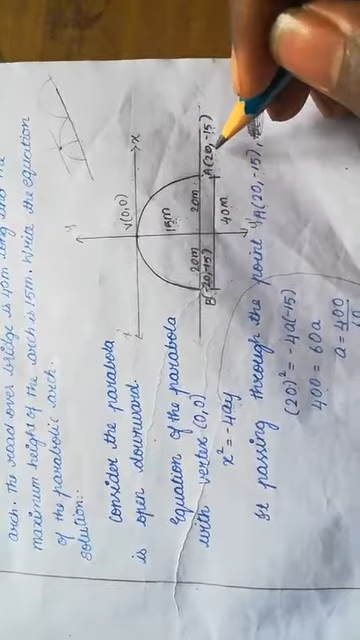 arch. The road over bridge is 40m long and the
maximum height of the arch is 15m. Write the equation
of the parabolic arch.
Solution:
Consider the parabola
is open downward.
Equation of the parabola
with vertex (0,0)
x² = -4ay
It passing through the point A(20,-15),
(20)² = -4a(-15)
400 = 60a
a = 400
y
x
V(0,0)
15m
20m
20m
B(-20,-15)
A(20,-15)
40m
y'